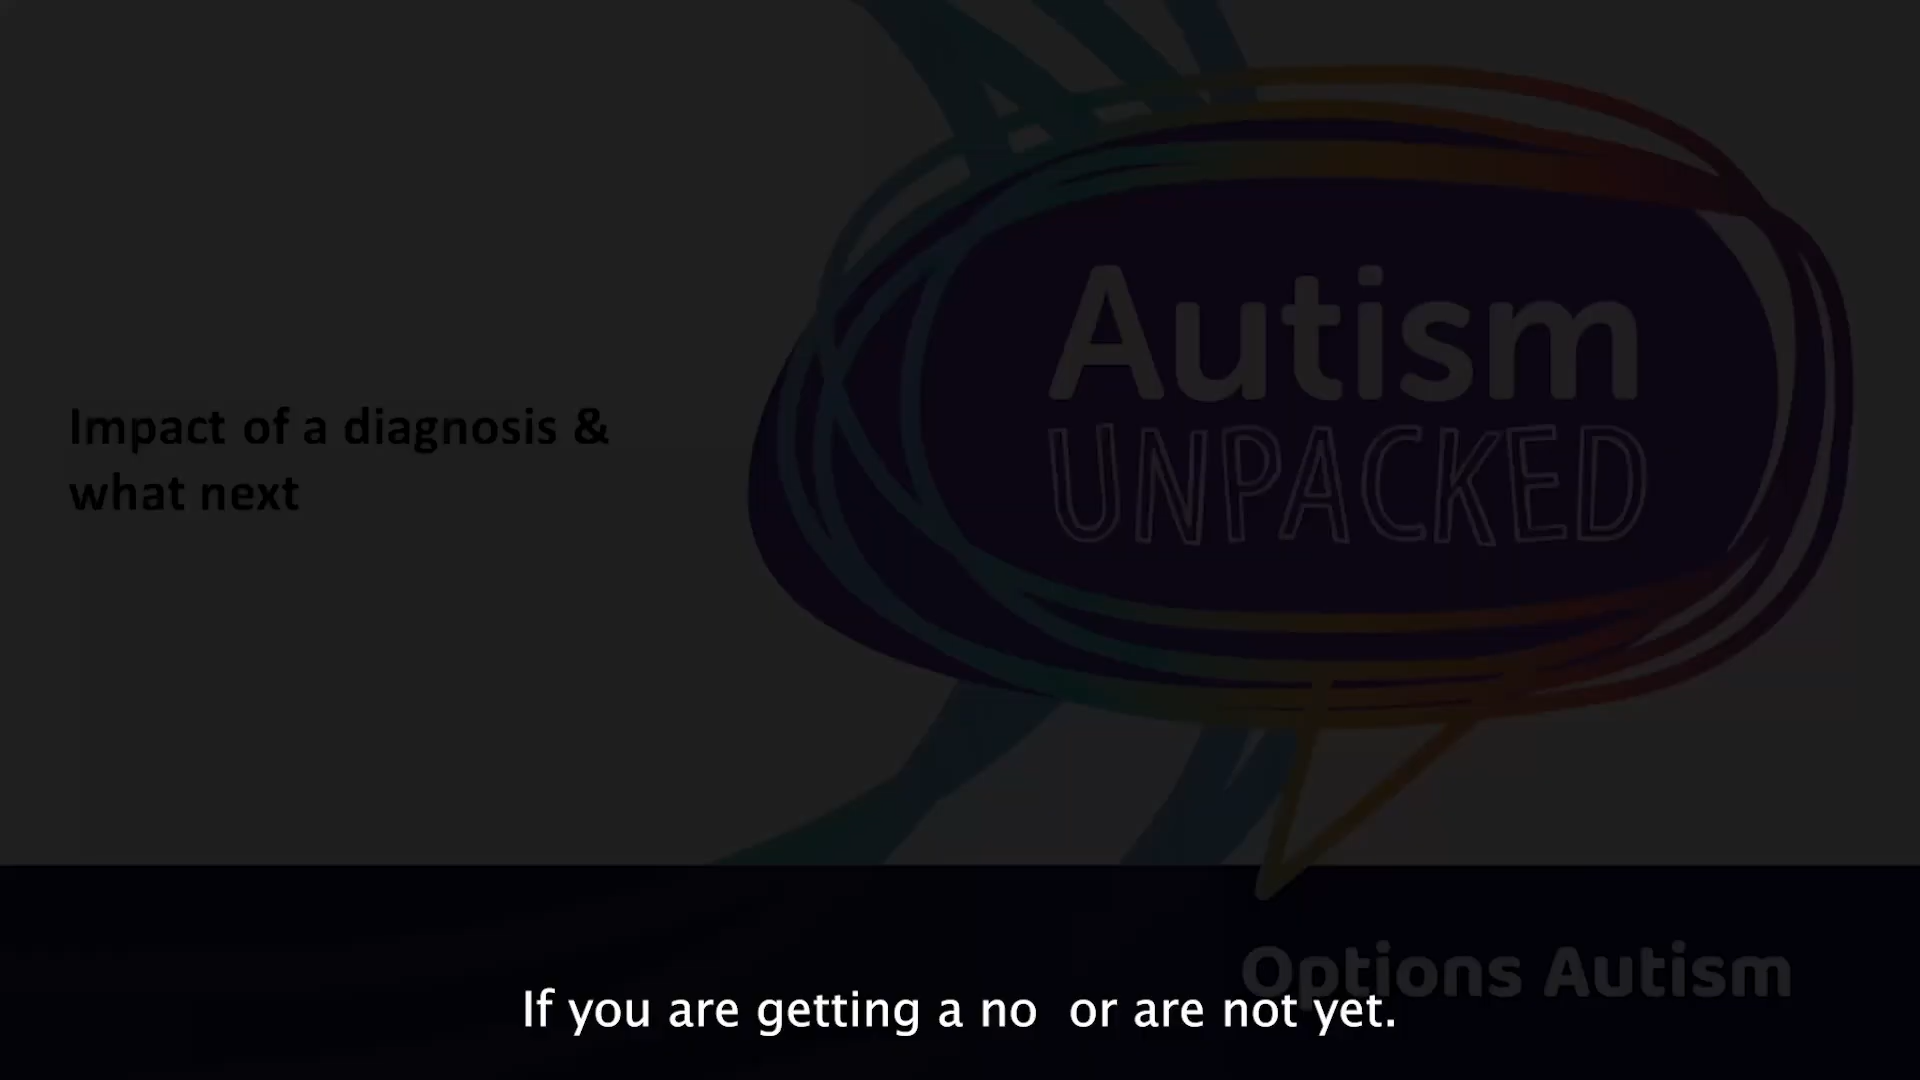 Impact of a diagnosis &
what next
Autism
UNPACKED
Options Autism
If you are getting a no  or are not yet.